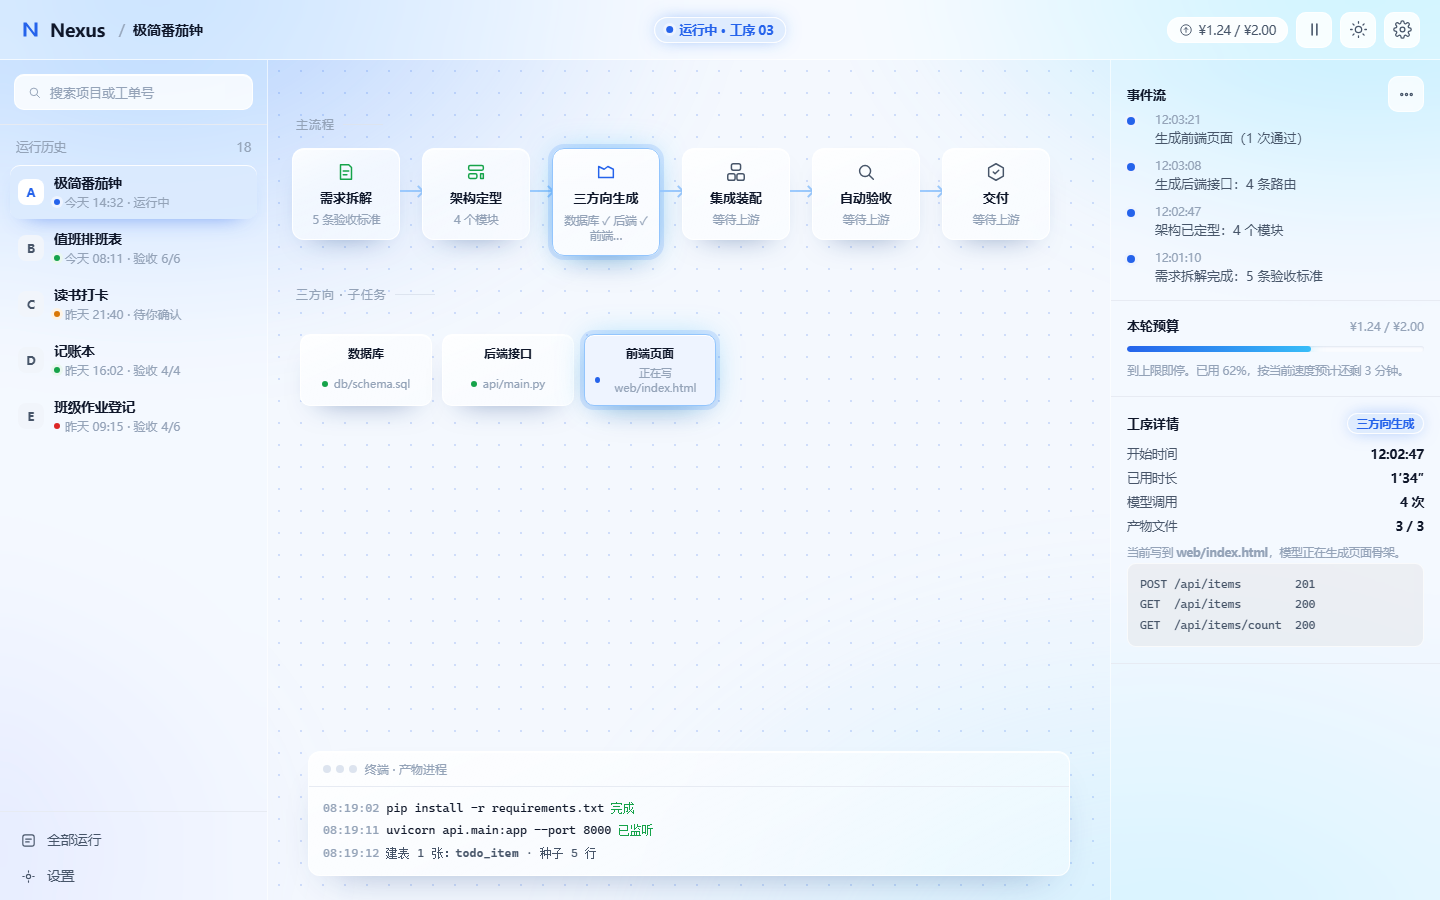 Nexus / 极简番茄钟
运行中 • 工序 03
¥1.24 / ¥2.00
搜索项目或工单号
运行历史 18
A 极简番茄钟
今天 14:32 · 运行中
B 值班排班表
今天 08:11 · 验收 6/6
C 读书打卡
昨天 21:40 · 待你确认
D 记账本
昨天 16:02 · 验收 4/4
E 班级作业登记
昨天 09:15 · 验收 4/6
全部运行
设置
主流程
需求拆解
5 条验收标准
架构定型
4 个模块
三方向生成
数据库 ✓ 后端 ✓
前端...
集成装配
等待上游
自动验收
等待上游
交付
等待上游
三方向 · 子任务
数据库
db/schema.sql
后端接口
api/main.py
前端页面
正在写
web/index.html
终端 · 产物进程
08:19:02 pip install -r requirements.txt 完成
08:19:11 uvicorn api.main:app --port 8000 已监听
08:19:12 建表 1 张: todo_item · 种子 5 行
事件流
12:03:21
生成前端页面（1 次通过）
12:03:08
生成后端接口：4 条路由
12:02:47
架构已定型：4 个模块
12:01:10
需求拆解完成：5 条验收标准
本轮预算 ¥1.24 / ¥2.00
到上限即停。已用 62%，按当前速度预计还剩 3 分钟。
工序详情 三方向生成
开始时间 12:02:47
已用时长 1′34″
模型调用 4 次
产物文件 3 / 3
当前写到 web/index.html，模型正在生成页面骨架。
POST /api/items 201
GET /api/items 200
GET /api/items/count 200